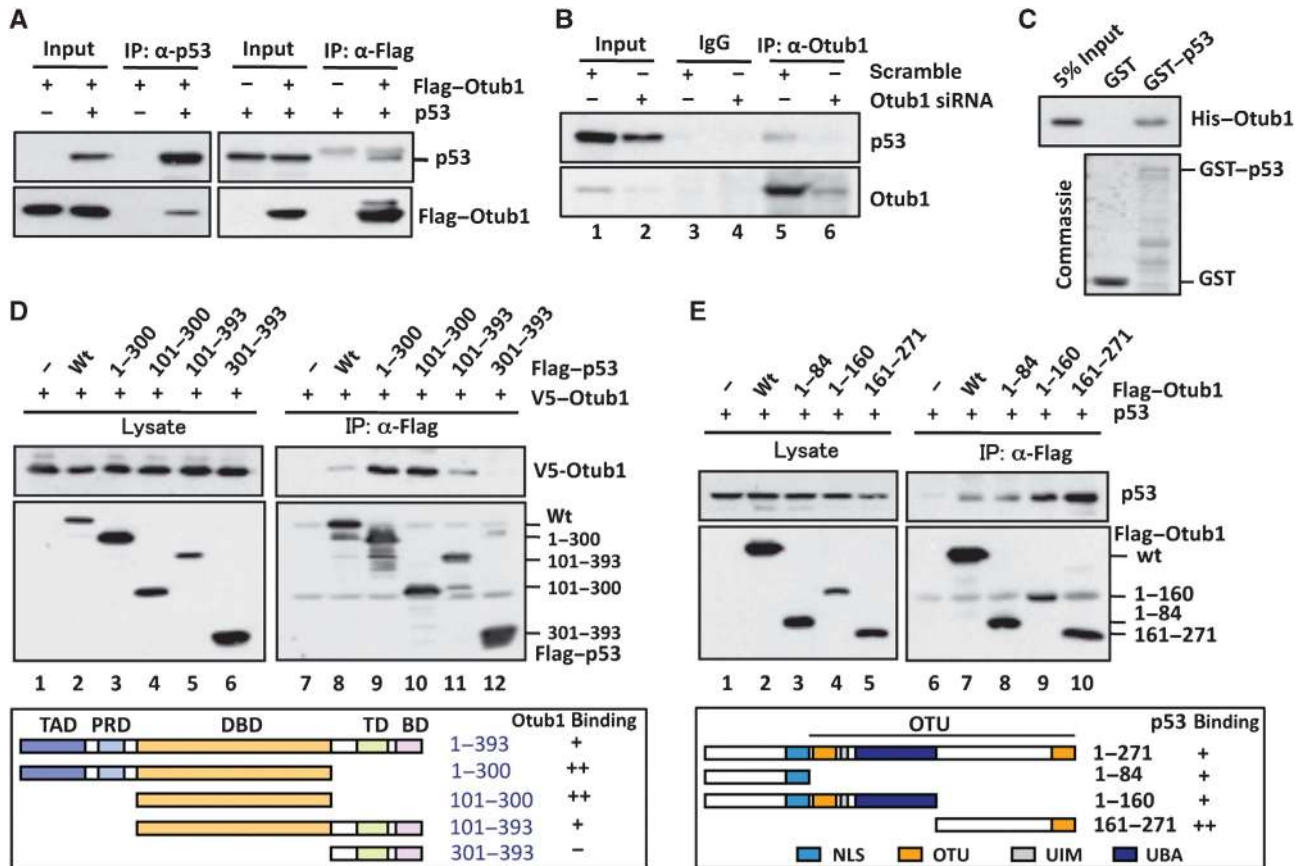 A
Input IP: α-p53 Input IP: α-Flag
+ + + + – + – + Flag–Otub1
– + – + + + + + p53
p53
Flag–Otub1
B
Input IgG IP: α-Otub1
+ – + – + – Scramble
– + – + – + Otub1 siRNA
p53
Otub1
1 2 3 4 5 6
C
5% Input GST GST–p53
His–Otub1
GST–p53
Commassie
GST
D
– Wt 1–300 101–300 101–393 301–393 – Wt 1–300 101–300 101–393 301–393 Flag–p53
+ + + + + + + + + + + + V5–Otub1
Lysate IP: α-Flag
V5-Otub1
Wt
1–300
101–393
101–300
301–393
Flag–p53
1 2 3 4 5 6 7 8 9 10 11 12
TAD PRD DBD TD BD Otub1 Binding
1–393 +
1–300 ++
101–300 ++
101–393 +
301–393 –
E
– Wt 1–84 1–160 161–271 – Wt 1–84 1–160 161–271 Flag–Otub1
+ + + + + + + + + + p53
Lysate IP: α-Flag
p53
Flag–Otub1
wt
1–160
1–84
161–271
1 2 3 4 5 6 7 8 9 10
OTU p53 Binding
1–271 +
1–84 +
1–160 +
161–271 ++
NLS OTU UIM UBA